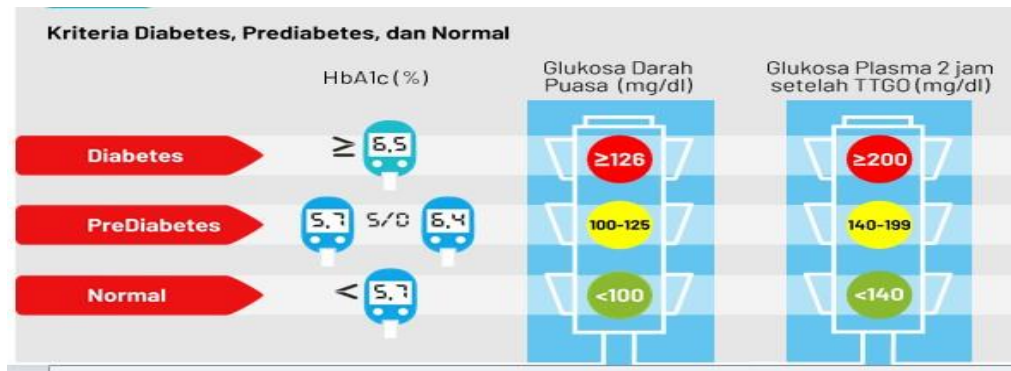 Kriteria Diabetes, Prediabetes, dan Normal
HbA1c (%)
Glukosa Darah
Puasa (mg/dl)
Glukosa Plasma 2 jam
setelah TTGO (mg/dl)
Diabetes
≥ 6,5
≥126
≥200
PreDiabetes
5,7 S/D 6,4
100-125
140-199
Normal
< 5,7
<100
<140